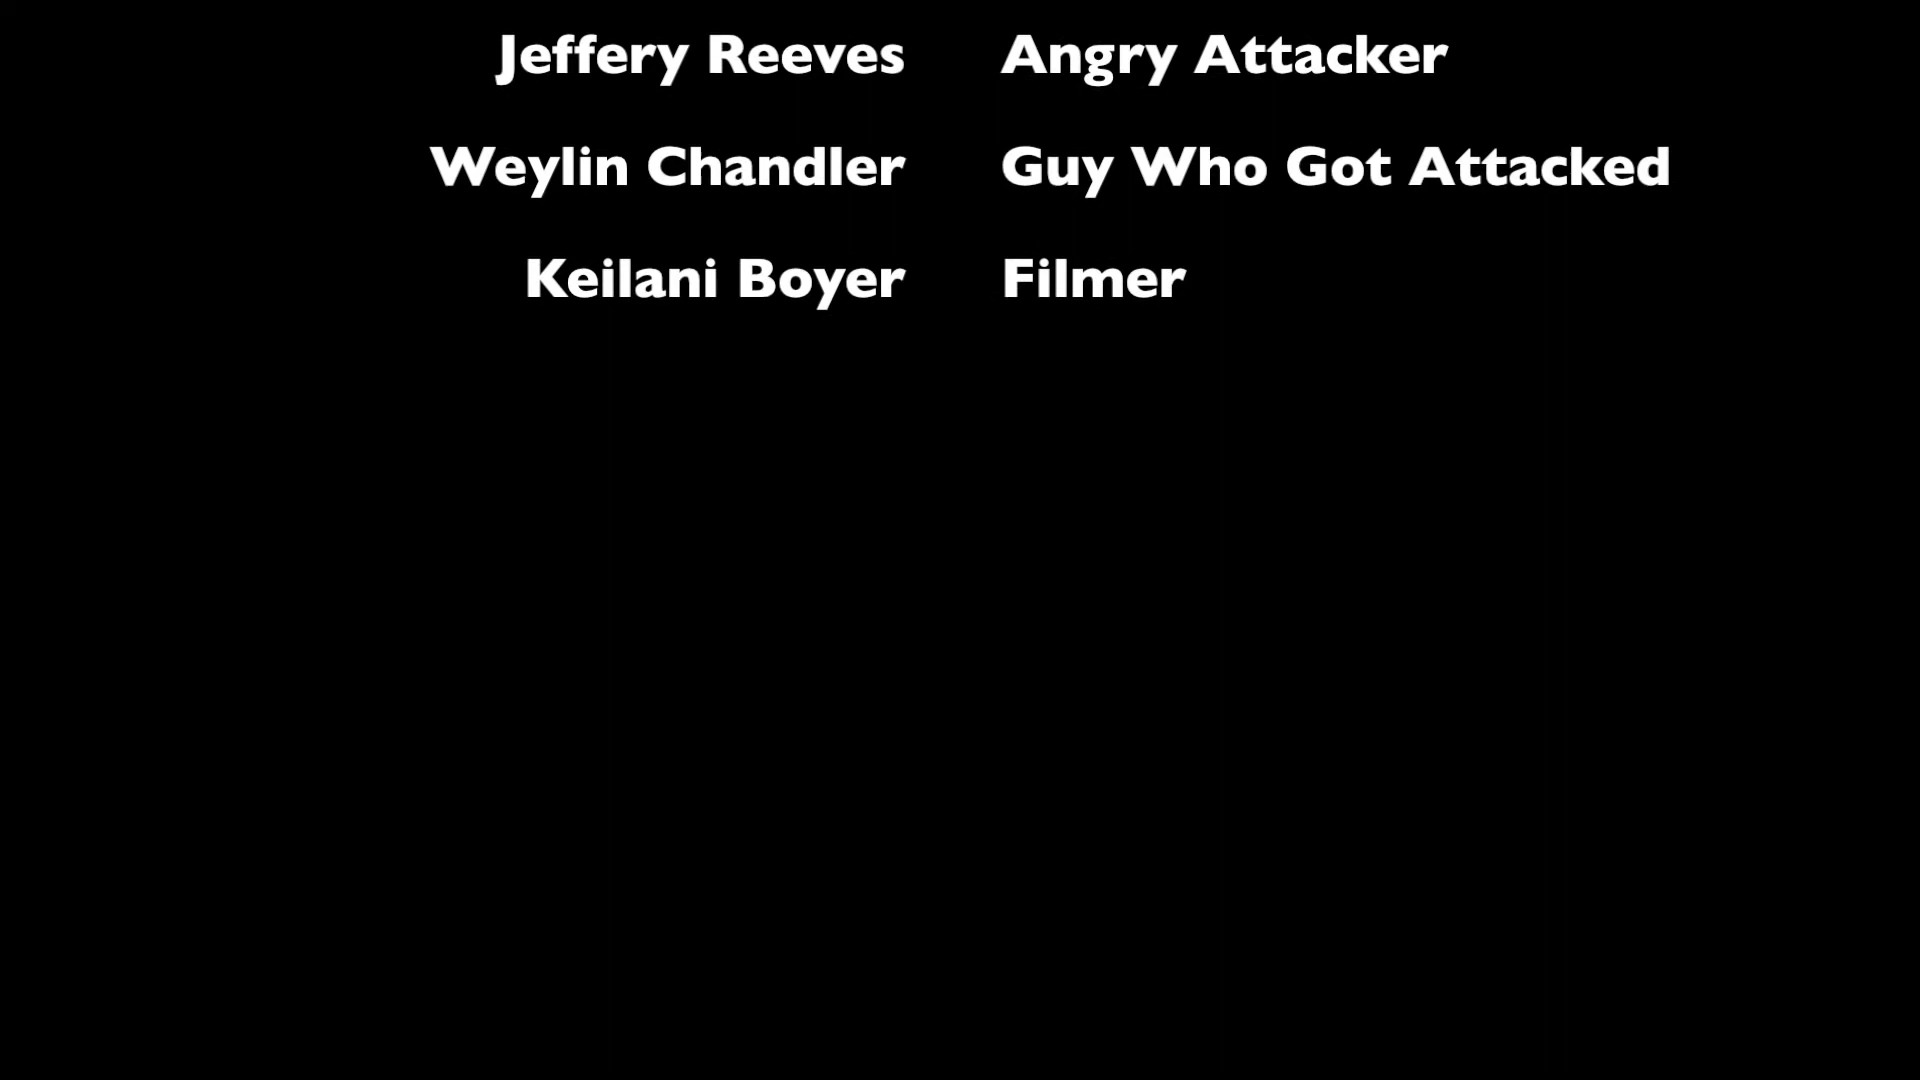 Jeffery Reeves Angry Attacker
Weylin Chandler Guy Who Got Attacked
Keilani Boyer Filmer